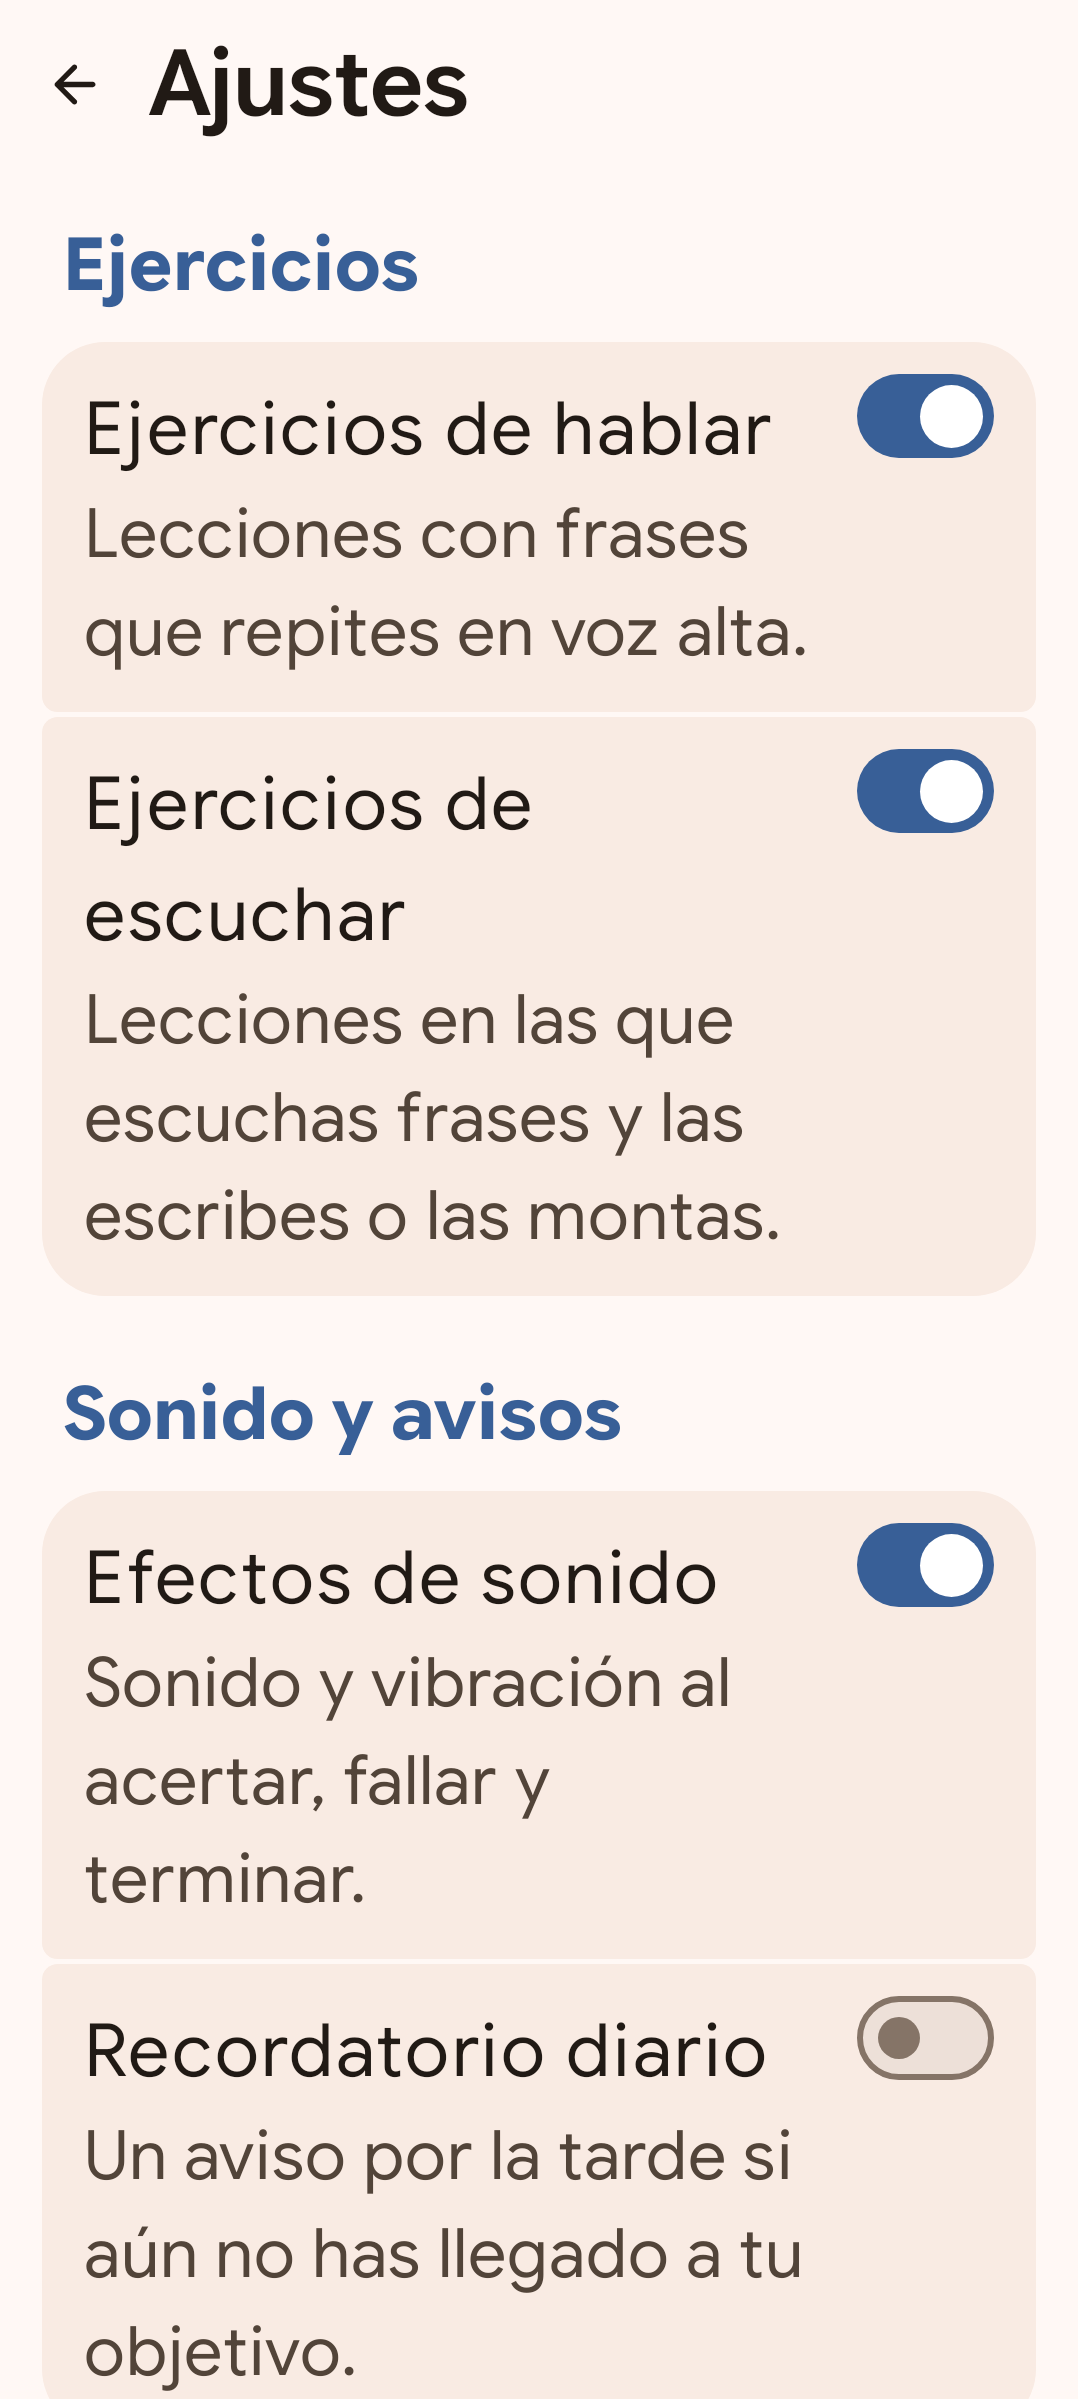 Ajustes
Ejercicios
Ejercicios de hablar
Lecciones con frases
que repites en voz alta.
Ejercicios de
escuchar
Lecciones en las que
escuchas frases y las
escribes o las montas.
Sonido y avisos
Efectos de sonido
Sonido y vibración al
acertar, fallar y
terminar.
Recordatorio diario
Un aviso por la tarde si
aún no has llegado a tu
objetivo.